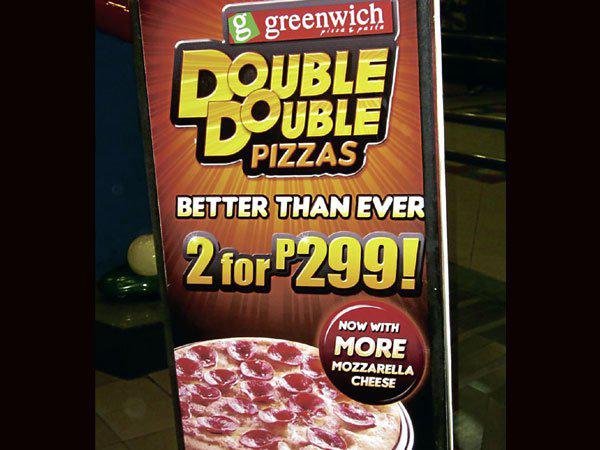 g greenwich
pizza & pasta
DOUBLE
DOUBLE
PIZZAS
BETTER THAN EVER
2 for P299!
NOW WITH
MORE
MOZZARELLA
CHEESE